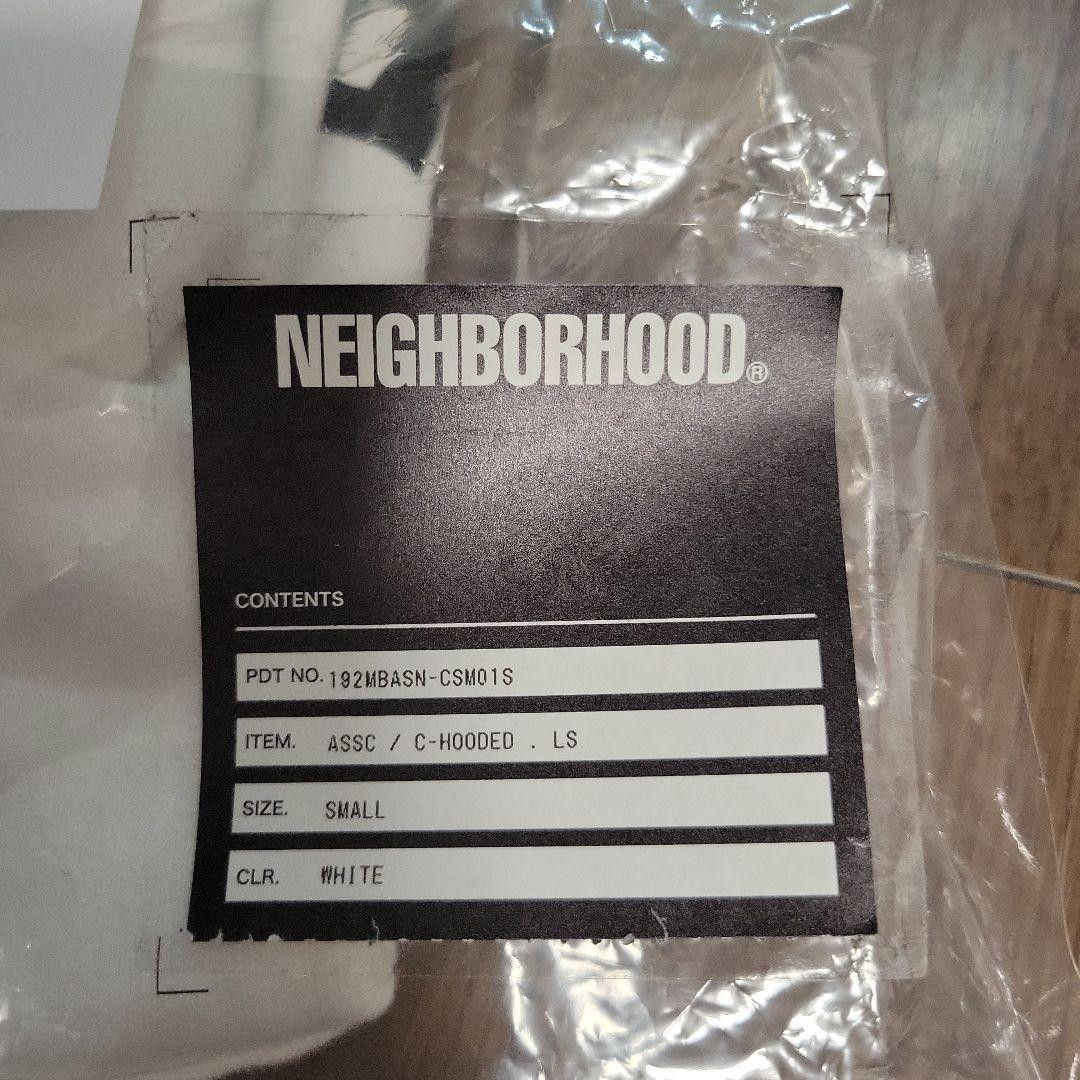 NEIGHBORHOOD®
CONTENTS
PDT NO. 192MBASN-CSM01S
ITEM. ASSC / C-HOODED . LS
SIZE. SMALL
CLR. WHITE